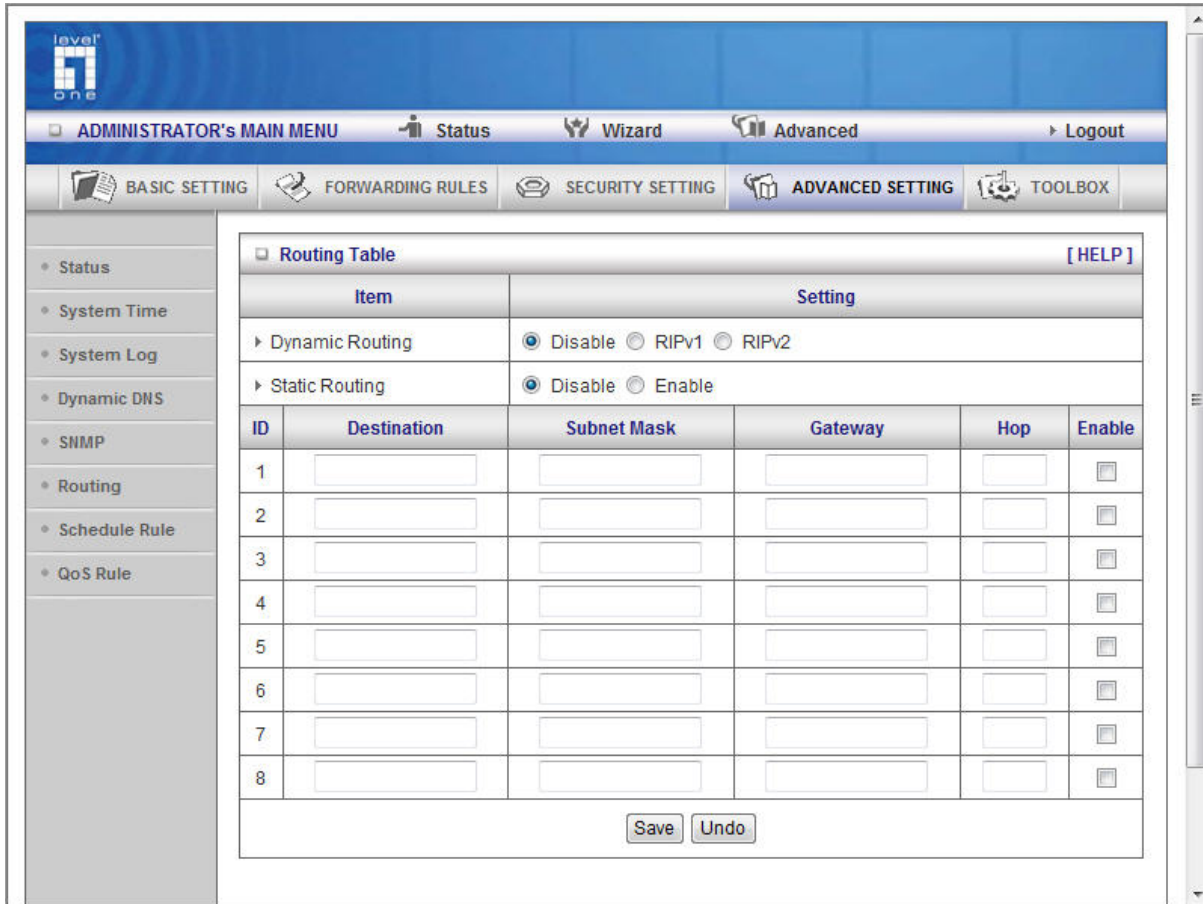 level
one
ADMINISTRATOR's MAIN MENU Status Wizard Advanced Logout
BASIC SETTING FORWARDING RULES SECURITY SETTING ADVANCED SETTING TOOLBOX
Status
System Time
System Log
Dynamic DNS
SNMP
Routing
Schedule Rule
QoS Rule
Routing Table [ HELP ]
Item Setting
Dynamic Routing Disable RIPv1 RIPv2
Static Routing Disable Enable
ID Destination Subnet Mask Gateway Hop Enable
1
2
3
4
5
6
7
8
Save Undo